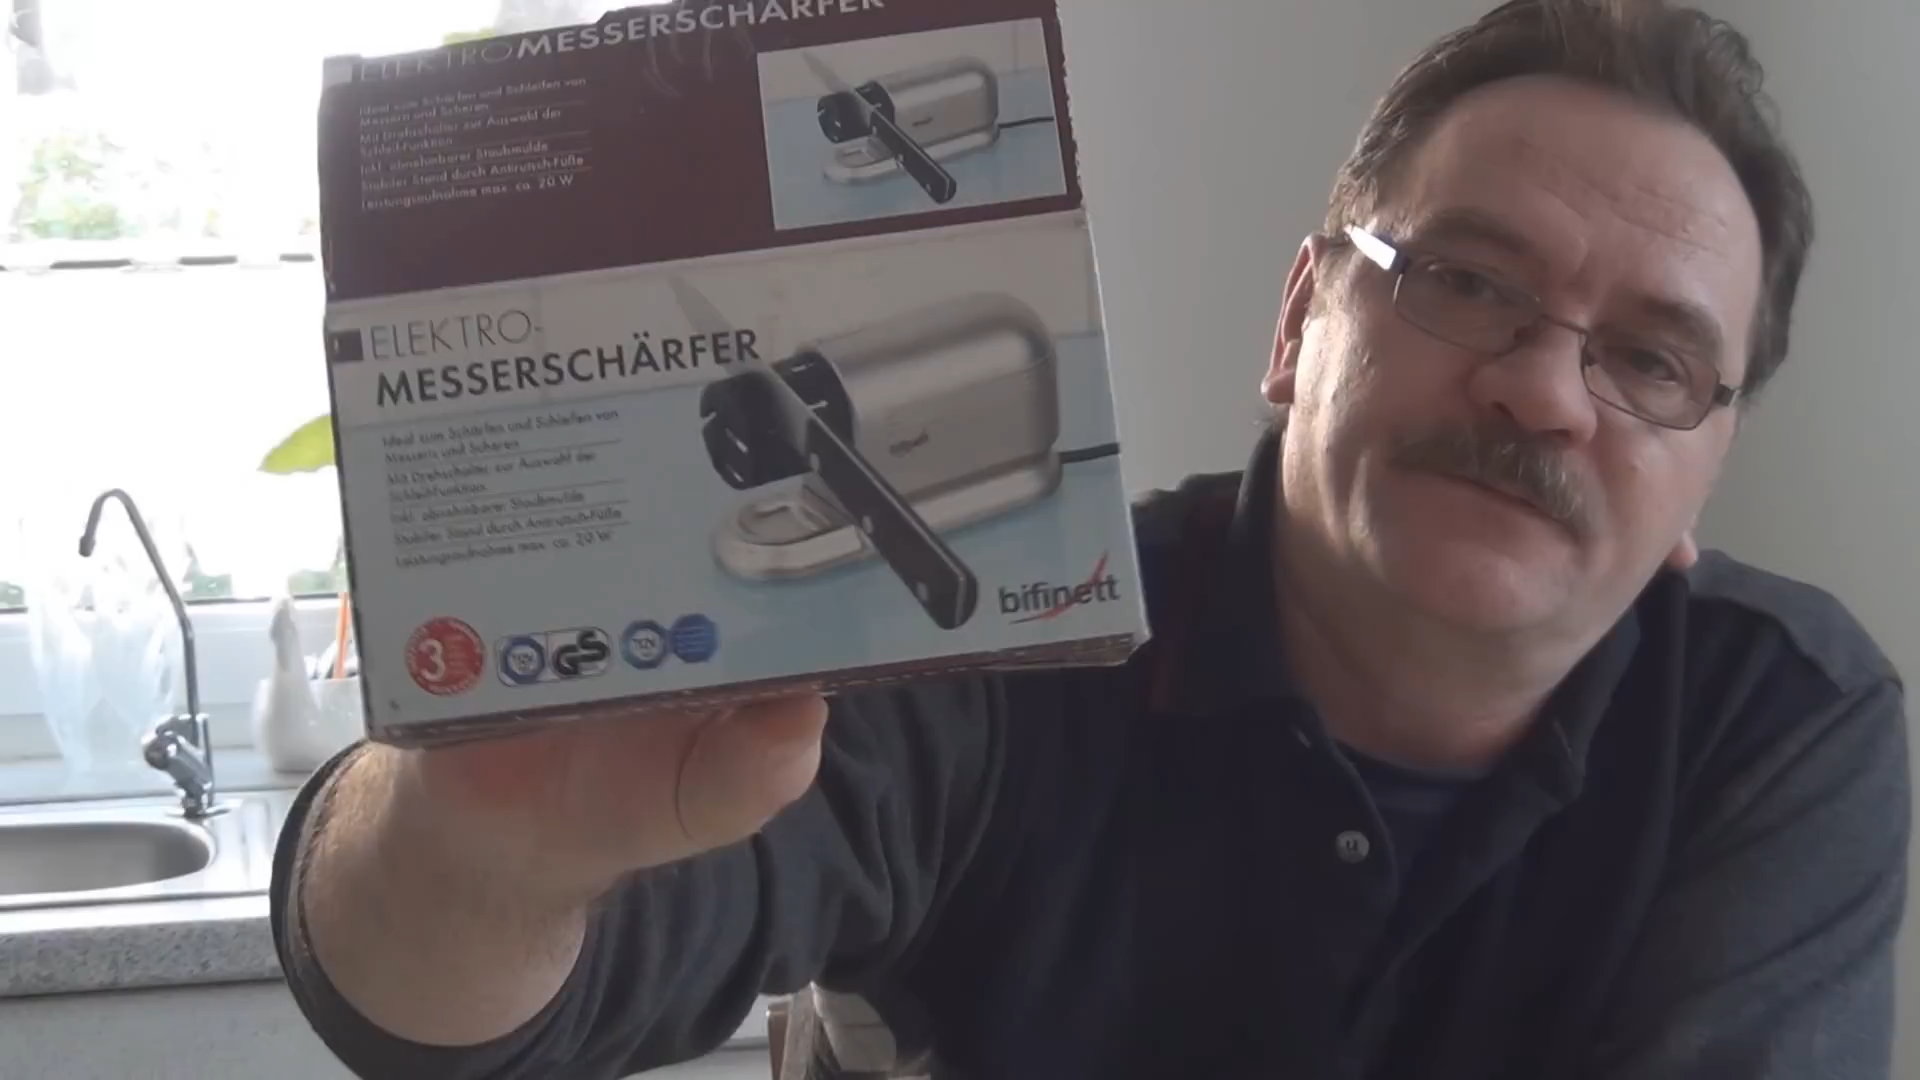 ELEKTROMESSERSCHÄRFER
Ideal zum Schärfen und Schleifen von
Messern und Scheren
Mit Drehschalter zur Auswahl der
Schleif-Funktion
Inkl. abnehmbarer Staubmulde
Stabiler Stand durch Antirutsch-Füße
Leistungsaufnahme max. ca. 20 W
ELEKTRO-
MESSERSCHÄRFER
Ideal zum Schärfen und Schleifen von
Messern und Scheren
Mit Drehschalter zur Auswahl der
Schleif-Funktion
Inkl. abnehmbarer Staubmulde
Stabiler Stand durch Antirutsch-Füße
Leistungsaufnahme max. ca. 20 W
bifinett
3
TÜV
GS
TÜV